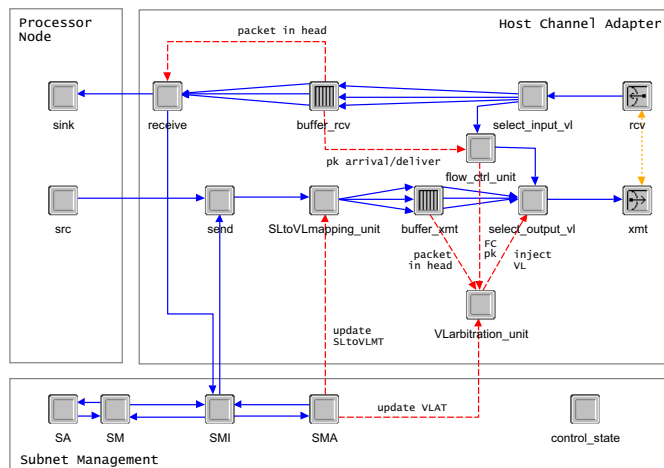 Processor
Node
Host Channel Adapter
packet in head
sink
receive
buffer_rcv
select_input_vl
rcv
pk arrival/deliver
flow_ctrl_unit
src
send
SLtoVLmapping_unit
buffer_xmt
select_output_vl
xmt
packet
in head
FC
pk
inject
VL
VLarbitration_unit
update
SLtoVLMT
update VLAT
SA
SM
SMI
SMA
control_state
Subnet Management